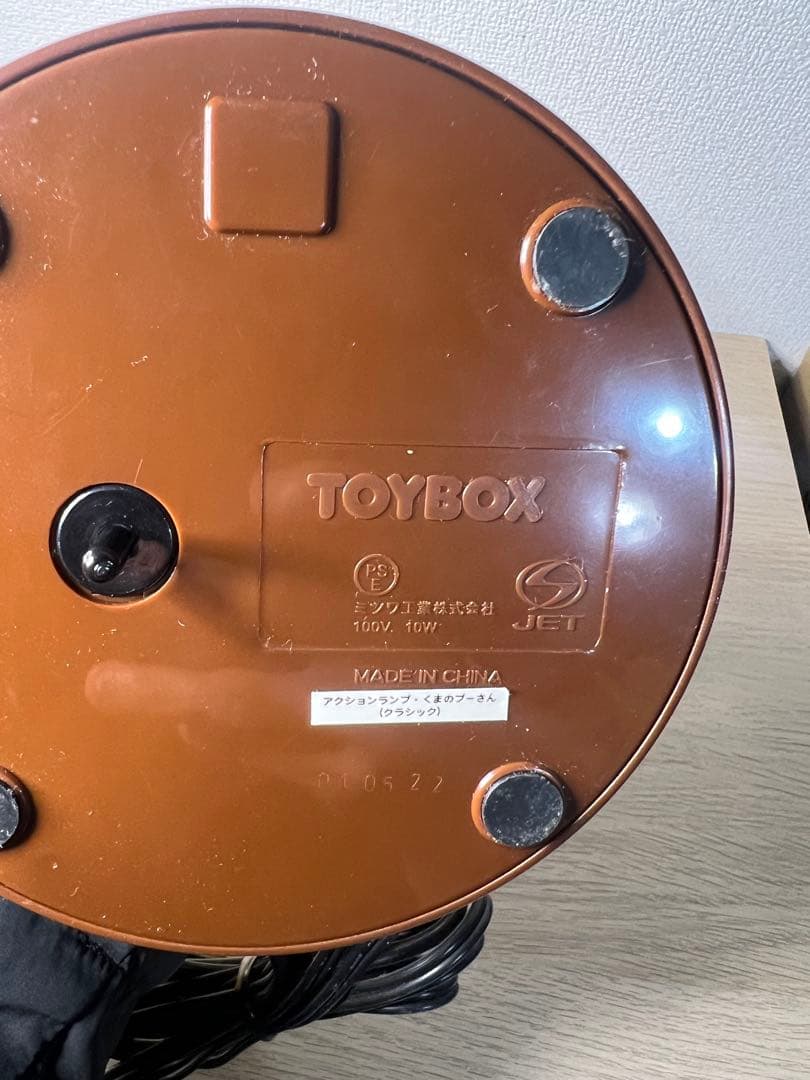 TOYBOX
PS
E
ミツワ工業株式会社
100V. 10W
JET
MADE IN CHINA
アクションランプ・くまのプーさん
(クラシック)
010522